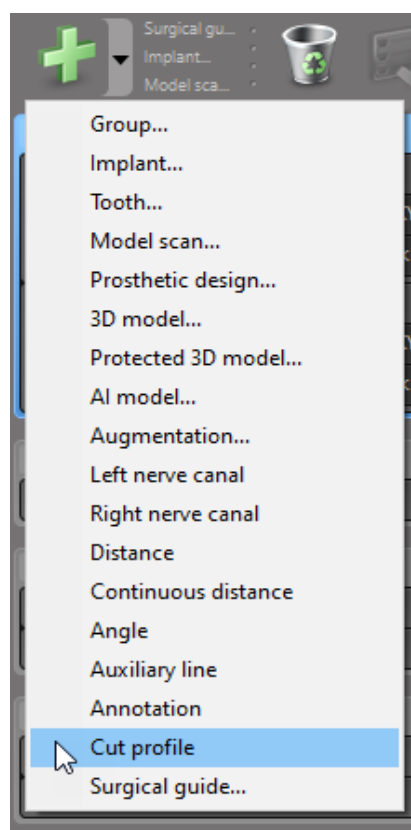 Surgical gu...
Implant...
Model sca...
Group...
Implant...
Tooth...
Model scan...
Prosthetic design...
3D model...
Protected 3D model...
AI model...
Augmentation...
Left nerve canal
Right nerve canal
Distance
Continuous distance
Angle
Auxiliary line
Annotation
Cut profile
Surgical guide...